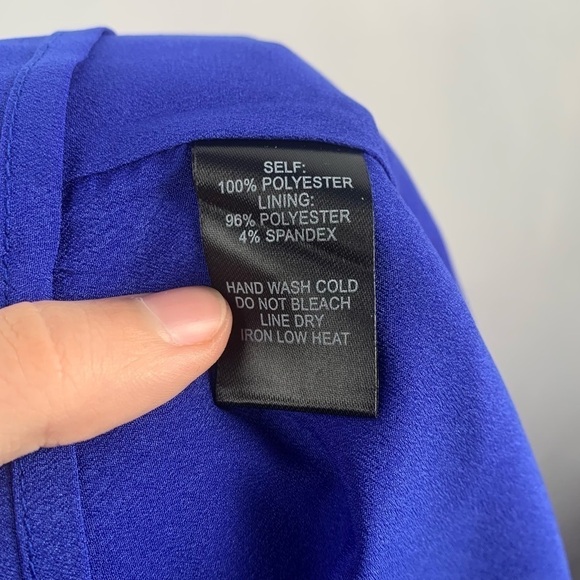 SELF:
100% POLYESTER
LINING:
96% POLYESTER
4% SPANDEX
HAND WASH COLD
DO NOT BLEACH
LINE DRY
IRON LOW HEAT